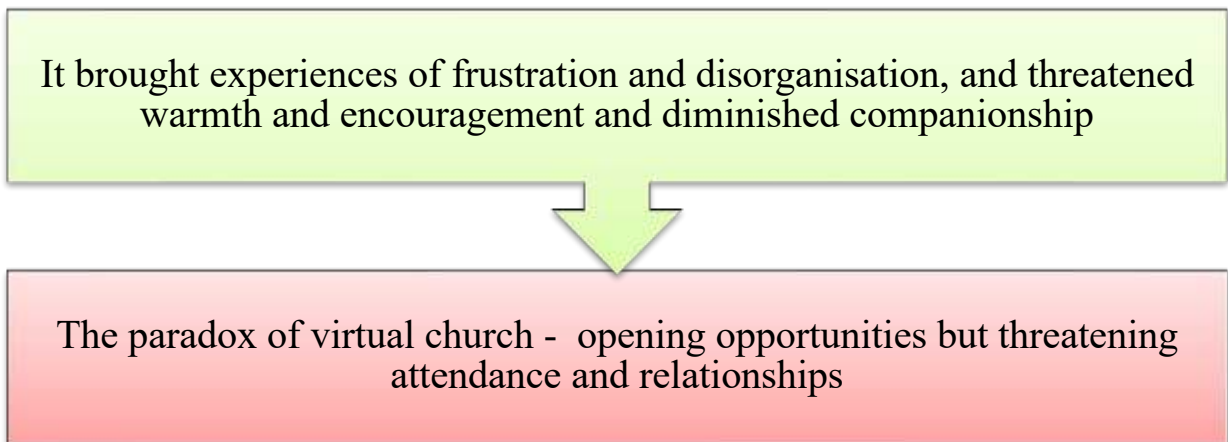 It brought experiences of frustration and disorganisation, and threatened
warmth and encouragement and diminished companionship
The paradox of virtual church -  opening opportunities but threatening
attendance and relationships